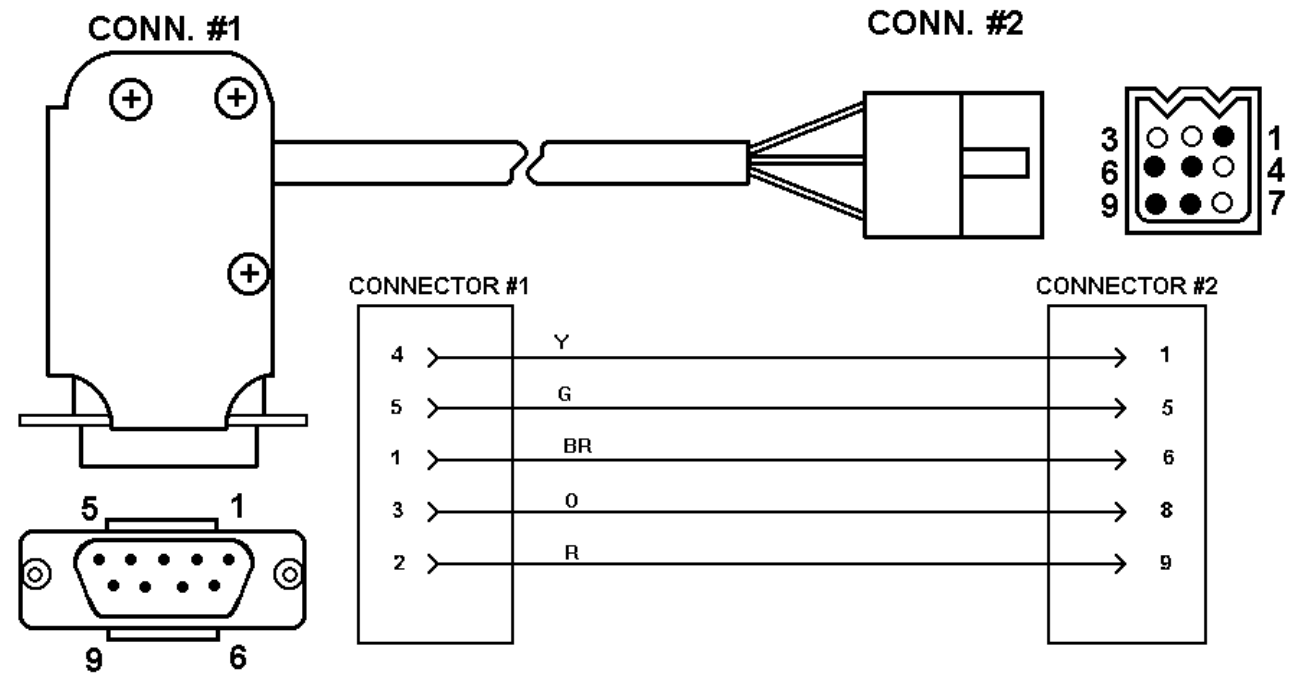 CONN. #1
CONN. #2
3 1
6 4
9 7
CONNECTOR #1
CONNECTOR #2
4 Y 1
5 G 5
1 BR 6
3 O 8
2 R 9
5 1
9 6